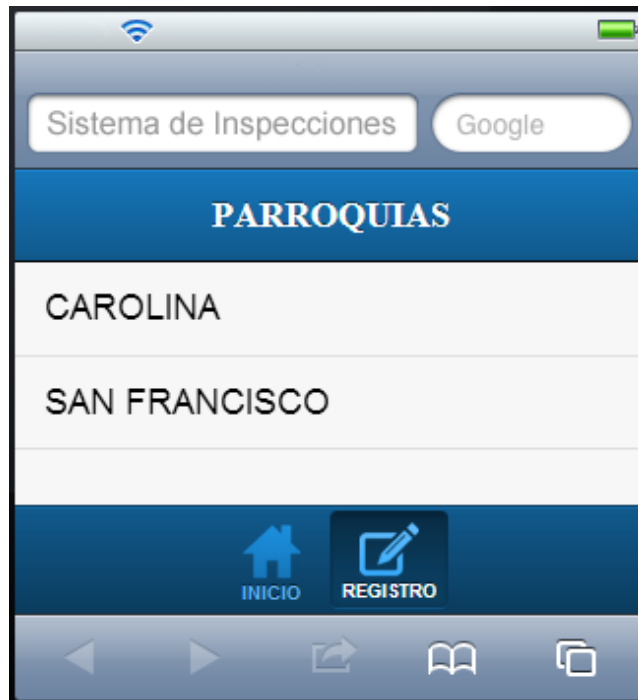 Sistema de Inspecciones Google
PARROQUIAS
CAROLINA
SAN FRANCISCO
INICIO REGISTRO